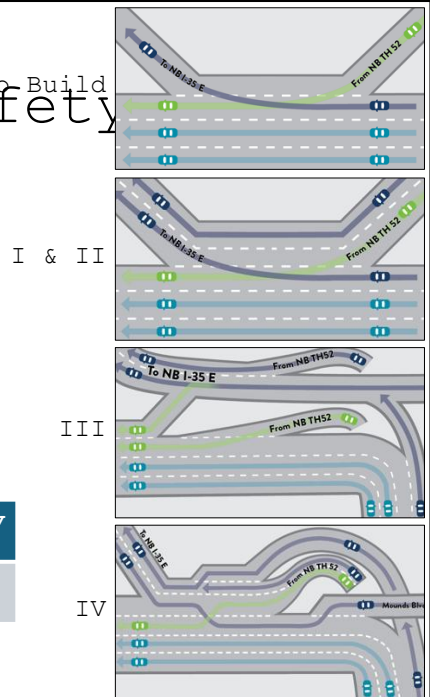 o Build
fety
To NB I-35 E
From NB TH 52
I & II
To NB I-35 E
From NB TH 52
III
To NB I-35 E
From NB TH52
From NB TH52
IV
To NB I-35 E
From NB TH 52
Mounds Blv